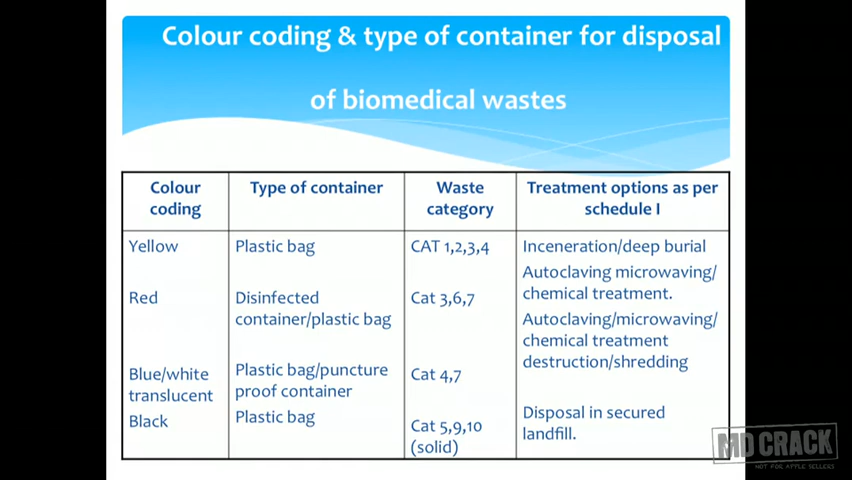 Colour coding & type of container for disposal
of biomedical wastes
Colour coding
Type of container
Waste category
Treatment options as per schedule I
Yellow
Plastic bag
CAT 1,2,3,4
Inceneration/deep burial
Red
Disinfected
container/plastic bag
Cat 3,6,7
Autoclaving microwaving/
chemical treatment.
Blue/white
translucent
Plastic bag/puncture
proof container
Cat 4,7
Autoclaving/microwaving/
chemical treatment
destruction/shredding
Black
Plastic bag
Cat 5,9,10
(solid)
Disposal in secured
landfill.
MD CRACK
NOT FOR APPLE SELLERS